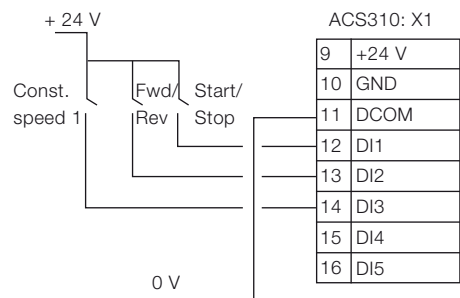 + 24 V
ACS310: X1
9 +24 V
10 GND
11 DCOM
12 DI1
13 DI2
14 DI3
15 DI4
16 DI5
Const.
speed 1
Fwd/
Rev
Start/
Stop
0 V